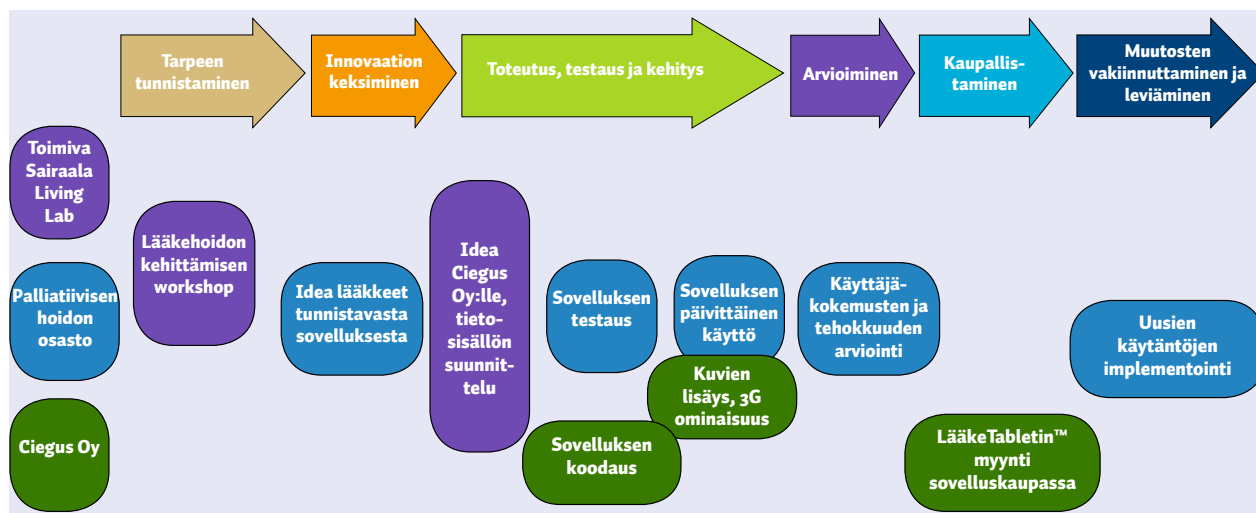 Tarpeen
tunnistaminen
Innovaation
keksiminen
Toteutus, testaus ja kehitys
Arvioiminen
Kaupallis-
taminen
Muutosten
vakiinnuttaminen ja
leviäminen
Toimiva
Sairaala
Living
Lab
Lääkehoidon
kehittämisen
workshop
Palliatiivisen
hoidon
osasto
Idea lääkkeet
tunnistavasta
sovelluksesta
Idea
Ciegus
Oy:lle,
tieto-
sisällön
suunnit-
telu
Sovelluksen
testaus
Sovelluksen
päivittäinen
käyttö
Käyttäjä-
kokemusten ja
tehokkuuden
arviointi
Uusien
käytäntöjen
implementointi
Kuvien
lisäys, 3G
ominaisuus
Ciegus Oy
Sovelluksen
koodaus
LääkeTabletin™
myynti
sovelluskaupassa